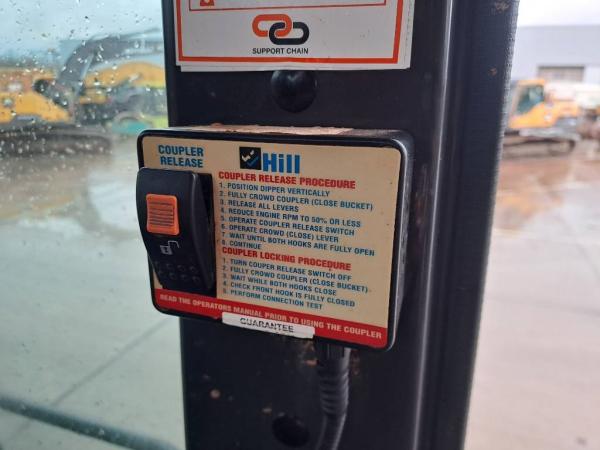 SUPPORT CHAIN
COUPLER
RELEASE
Hill
COUPLER RELEASE PROCEDURE
1. POSITION DIPPER VERTICALLY
2. FULLY CROWD COUPLER (CLOSE BUCKET)
3. RELEASE ALL LEVERS
4. REDUCE ENGINE RPM TO 50% OR LESS
5. OPERATE COUPLER RELEASE SWITCH
6. OPERATE CROWD (CLOSE) LEVER
7. WAIT UNTIL BOTH HOOKS ARE FULLY OPEN
8. CONTINUE
COUPLER LOCKING PROCEDURE
1. TURN COUPER RELEASE SWITCH OFF
2. FULLY CROWD COUPLER (CLOSE BUCKET)
3. WAIT WHILE BOTH HOOKS CLOSE
4. CHECK FRONT HOOK IS FULLY CLOSED
5. PERFORM CONNECTION TEST
READ THE OPERATORS MANUAL PRIOR TO USING THE COUPLER
GUARANTEE